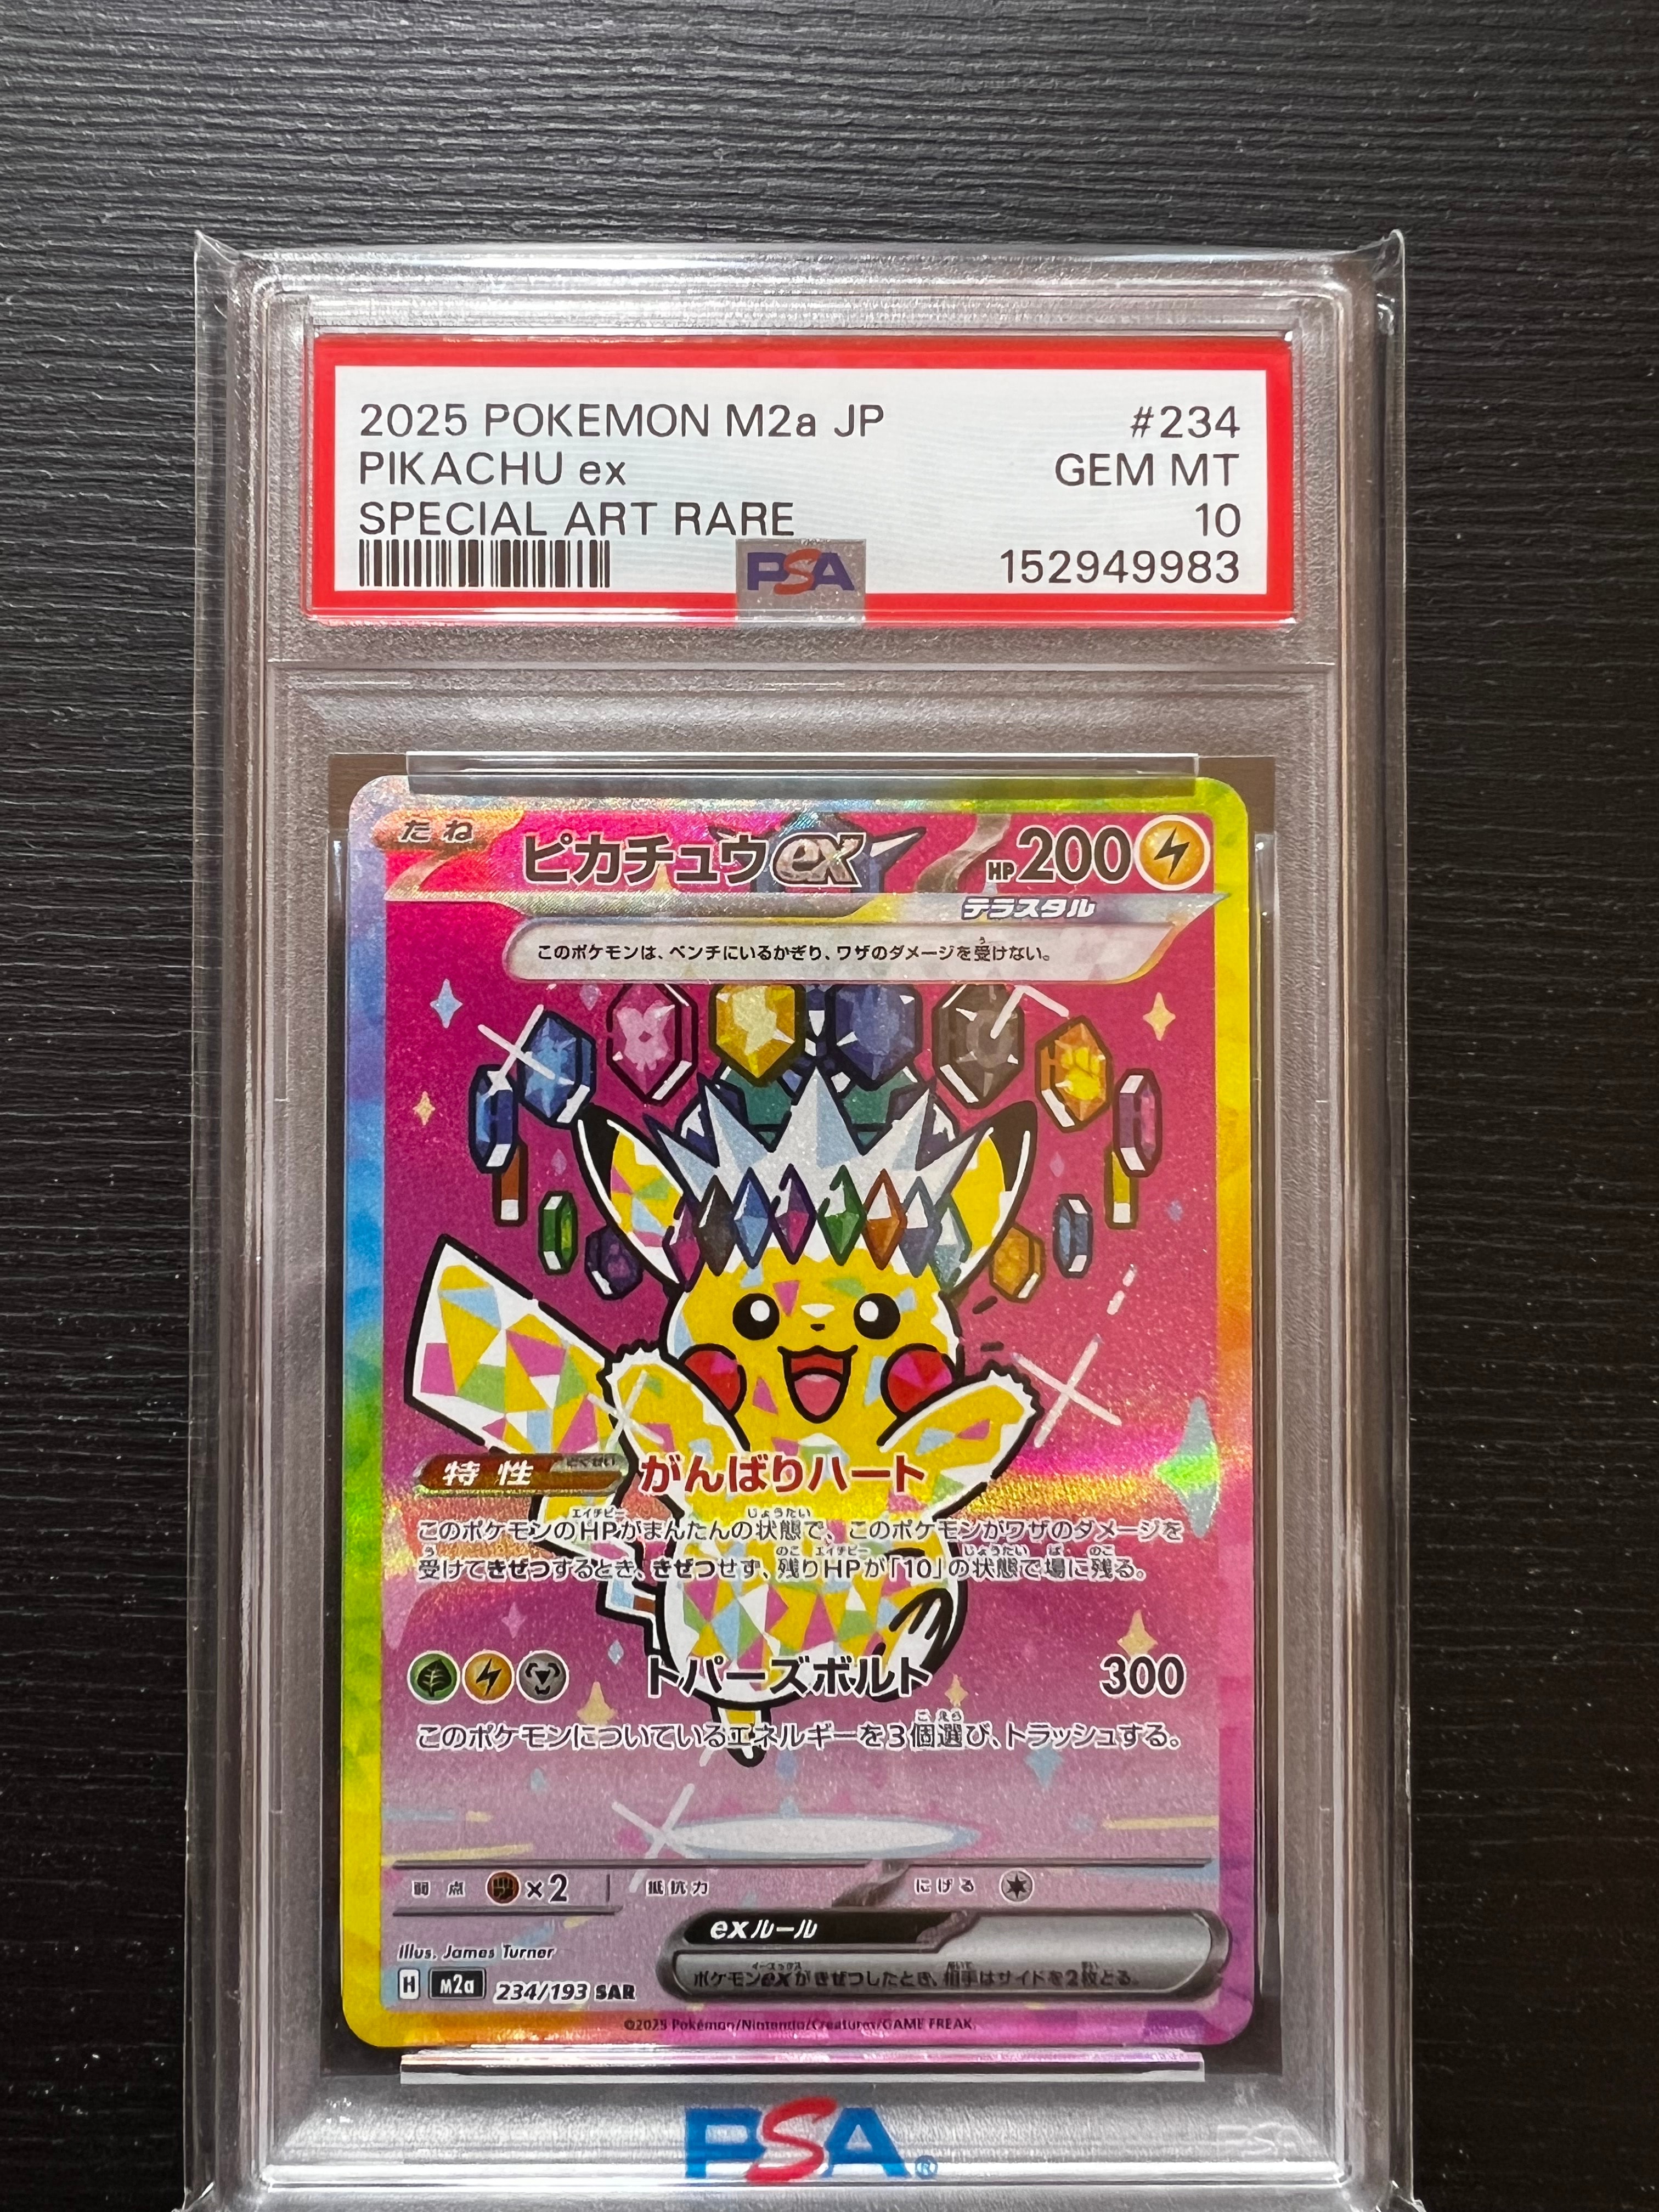 2025 POKEMON M2a JP #234
PIKACHU ex GEM MT
SPECIAL ART RARE 10
PSA 152949983
たね ピカチュウex HP200
テラスタル
このポケモンは、ベンチにいるかぎり、ワザのダメージを受けない。
特性 とくせい がんばりハート
このポケモンのHPがまんたんの状態で、このポケモンがワザのダメージを
受けてきぜつするとき、きぜつせず、残りHPが「10」の状態で場に残る。
トパーズボルト 300
このポケモンについているエネルギーを3個選び、トラッシュする。
弱点 ×2 抵抗力 にげる
exルール
ポケモンexがきぜつしたとき、相手はサイドを2枚とる。
Illus. James Turner
H m2a 234/193 SAR
©2025 Pokémon/Nintendo/Creatures/GAME FREAK.
PSA®